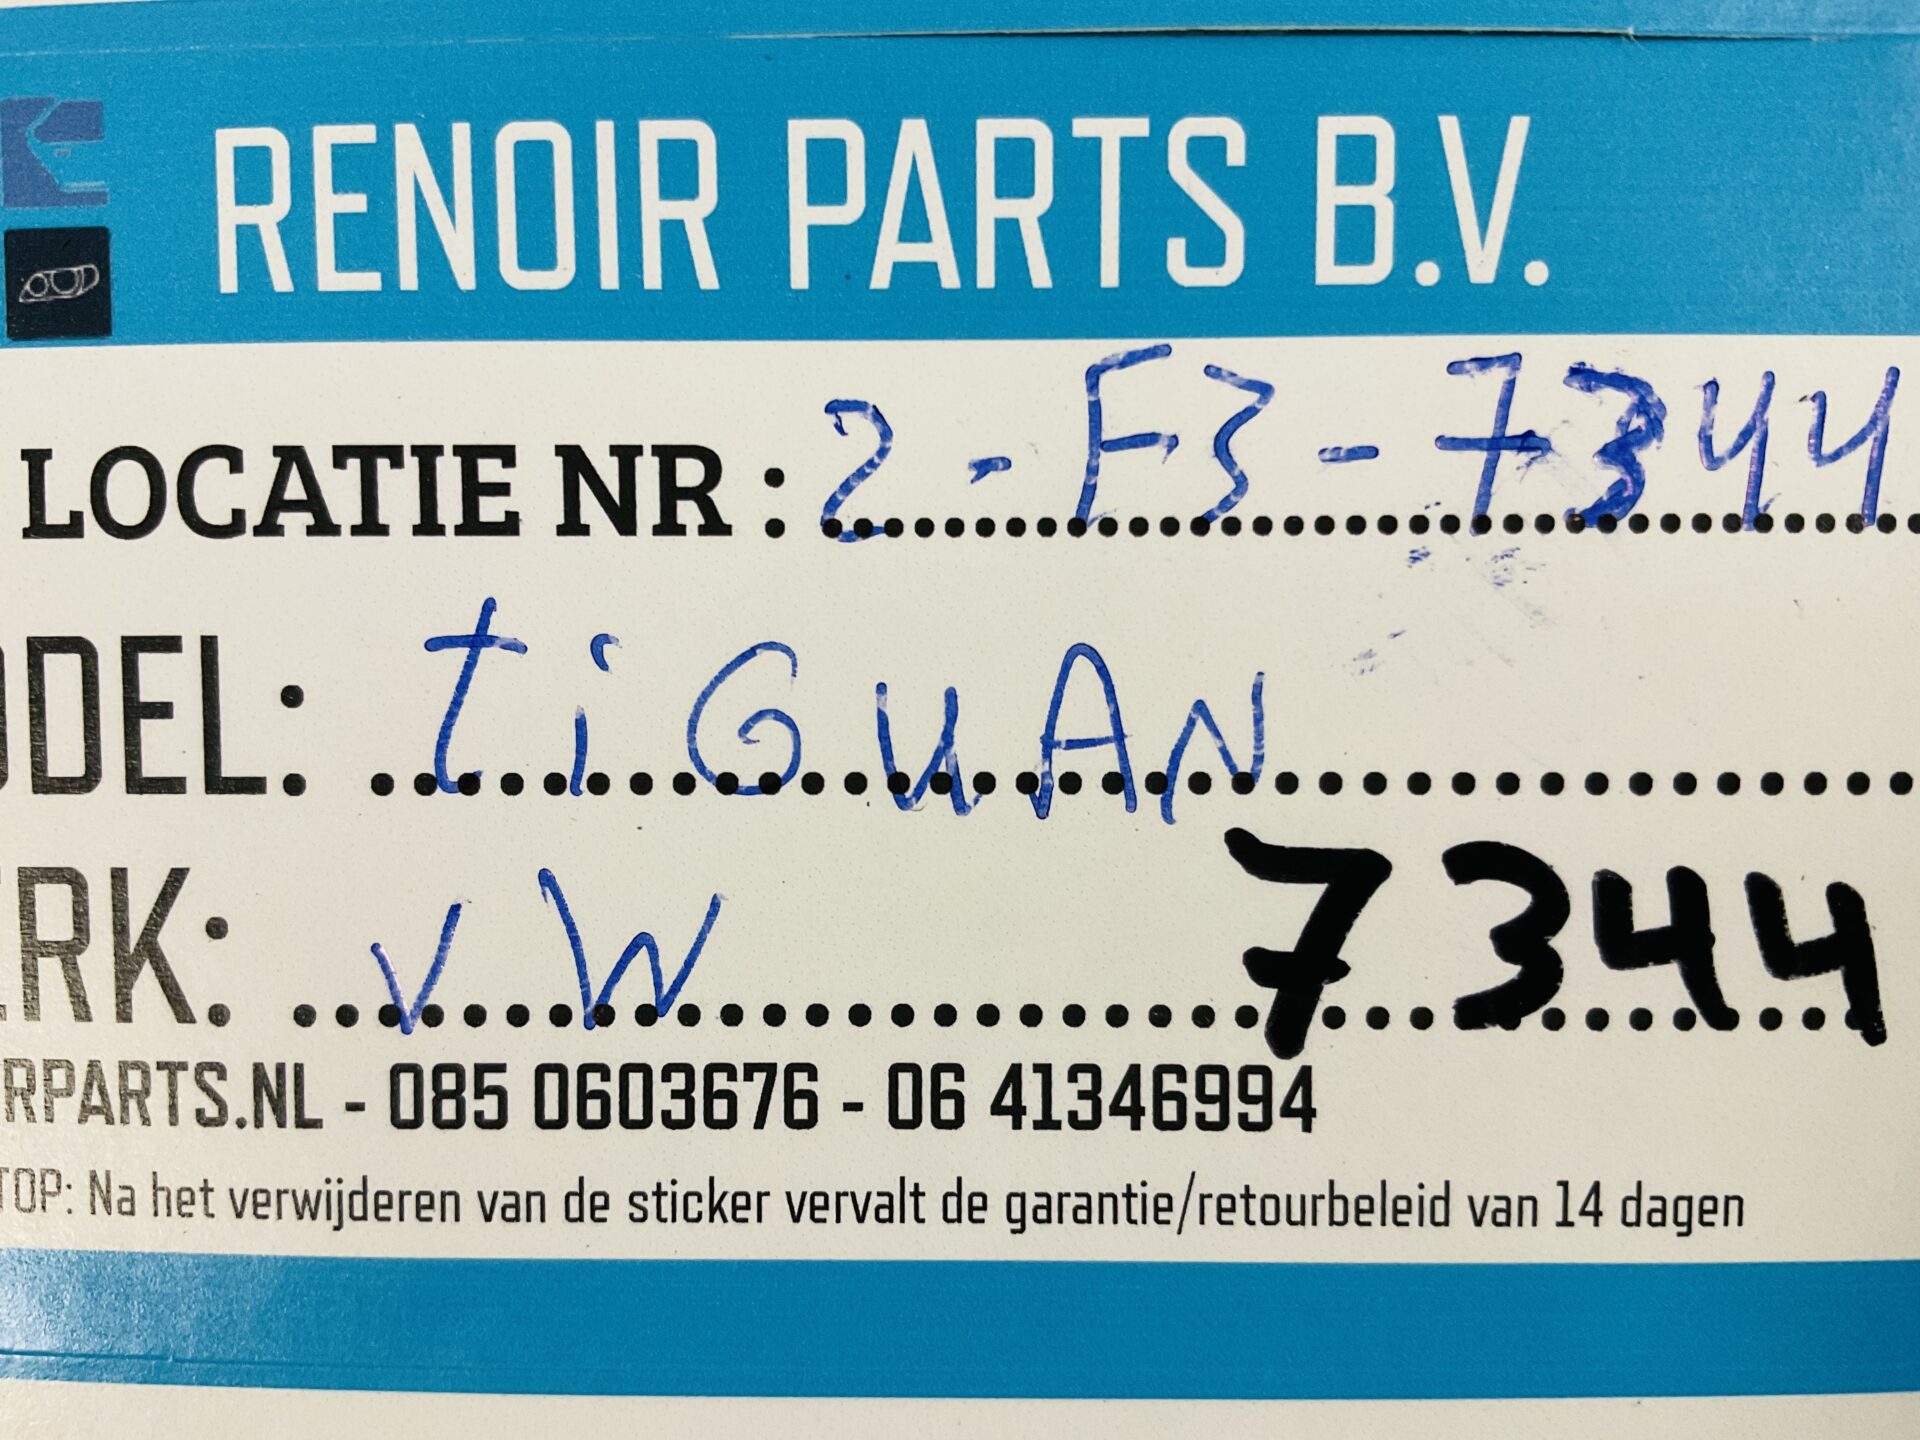 RENOIR PARTS B.V.
LOCATIE NR : 2-F3-7344
ODEL: tiGUAN
ERK: VW 7344
RPARTS.NL - 085 0603676 - 06 41346994
TOP: Na het verwijderen van de sticker vervalt de garantie/retourbeleid van 14 dagen